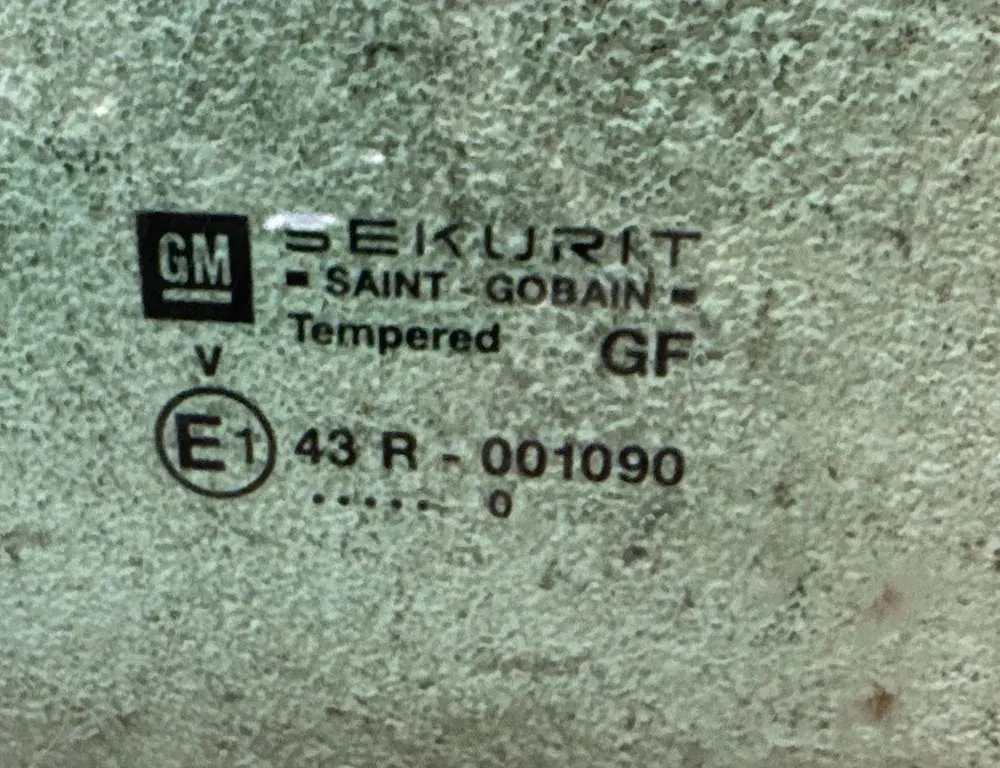 GM
SEKURIT
SAINT - GOBAIN
Tempered GF
V
E1 43 R - 001090
..... 0